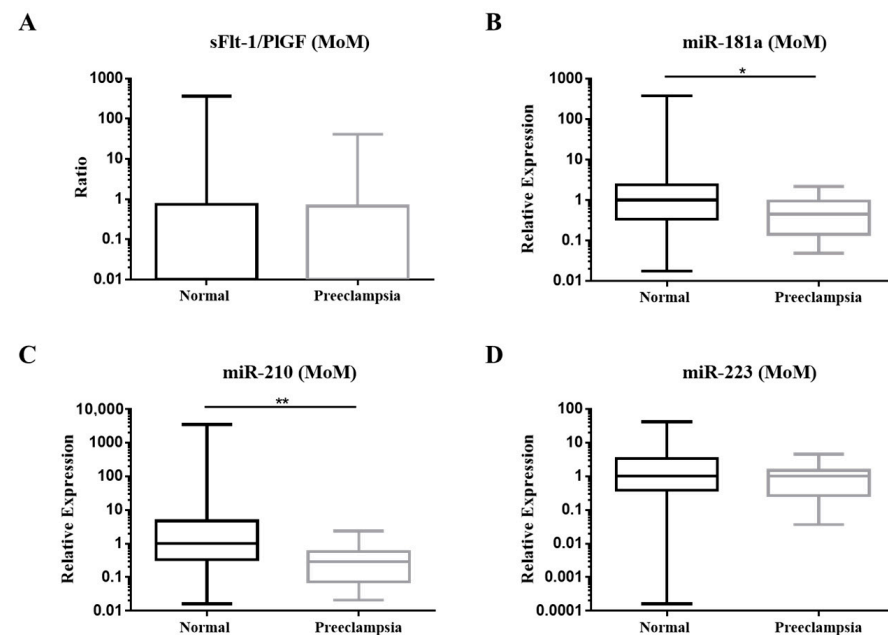 A
sFlt-1/PlGF (MoM)
Ratio
1000
100
10
1
0.1
0.01
Normal
Preeclampsia
B
miR-181a (MoM)
*
Relative Expression
1000
100
10
1
0.1
0.01
Normal
Preeclampsia
C
miR-210 (MoM)
**
Relative Expression
10,000
1000
100
10
1
0.1
0.01
Normal
Preeclampsia
D
miR-223 (MoM)
Relative Expression
100
10
1
0.1
0.01
0.001
0.0001
Normal
Preeclampsia